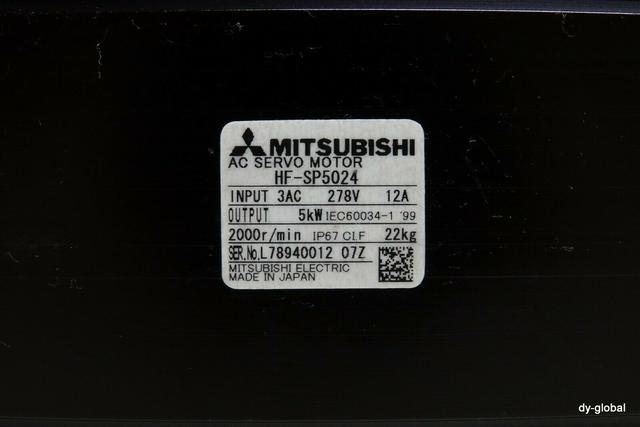 MITSUBISHI
AC SERVO MOTOR
HF-SP5024
INPUT 3AC 278V 12A
OUTPUT 5kW IEC60034-1 '99
2000r/min IP67 CI.F 22kg
SER.No.L78940012 07Z
MITSUBISHI ELECTRIC
MADE IN JAPAN
dy-global